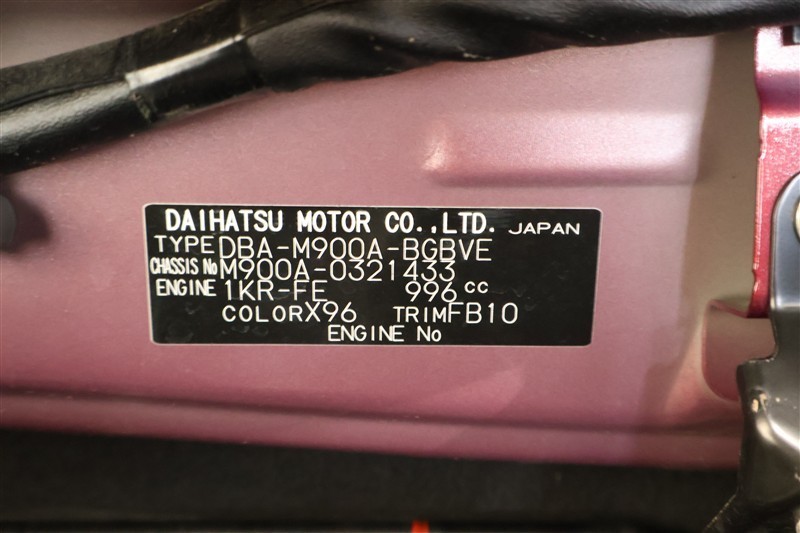 DAIHATSU MOTOR CO.,LTD. JAPAN
TYPE DBA-M900A-BGBVE
CHASSIS No M900A-0321433
ENGINE 1KR-FE 996 cc
COLOR X96 TRIM FB10
ENGINE No